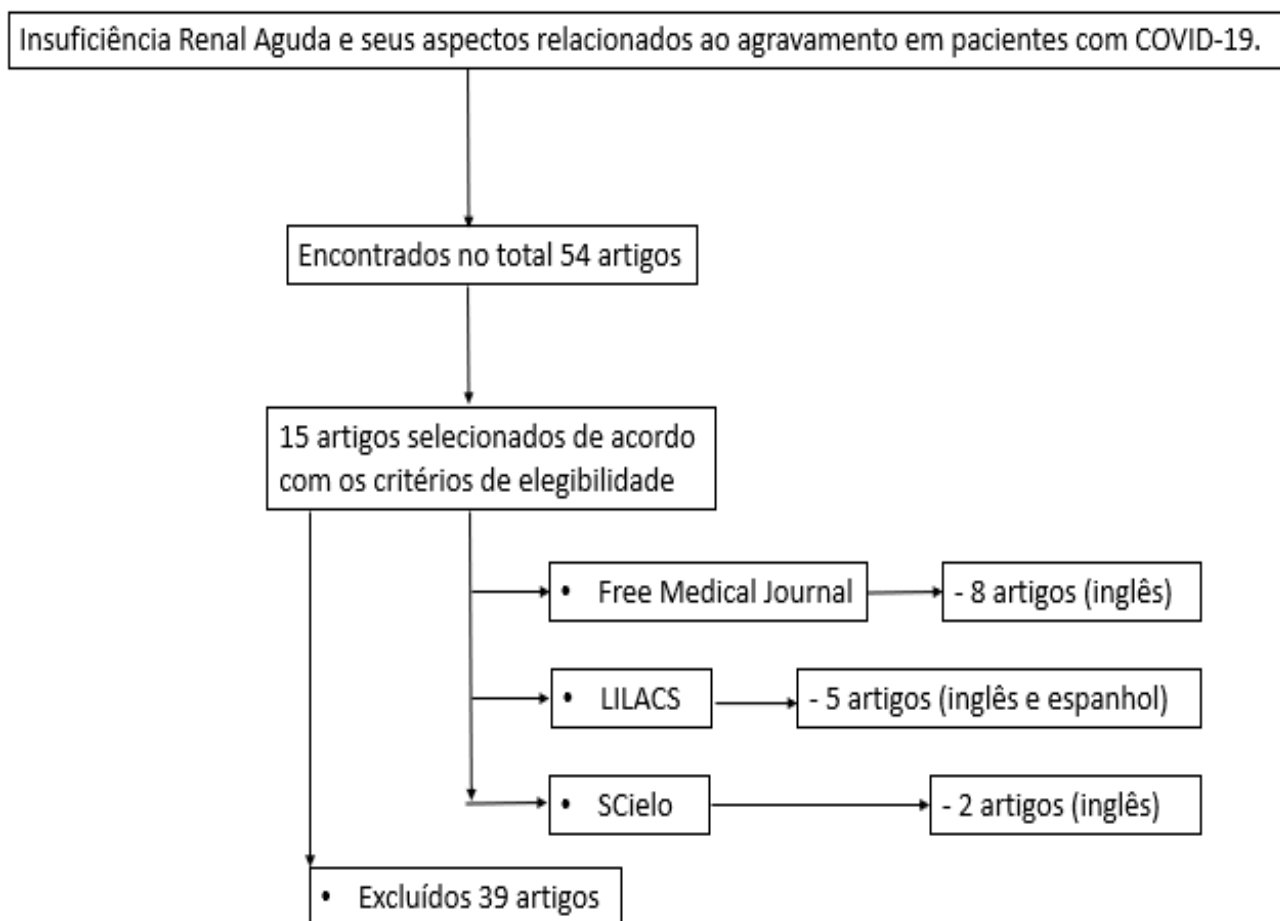 Insuficiência Renal Aguda e seus aspectos relacionados ao agravamento em pacientes com COVID-19.
Encontrados no total 54 artigos
15 artigos selecionados de acordo
com os critérios de elegibilidade
• Free Medical Journal
- 8 artigos (inglês)
• LILACS
- 5 artigos (inglês e espanhol)
• SCielo
- 2 artigos (inglês)
• Excluídos 39 artigos